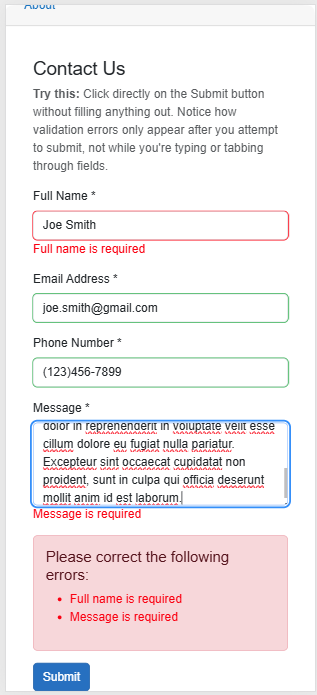 About
Contact Us
Try this: Click directly on the Submit button
without filling anything out. Notice how
validation errors only appear after you attempt
to submit, not while you're typing or tabbing
through fields.
Full Name *
Joe Smith
Full name is required
Email Address *
joe.smith@gmail.com
Phone Number *
(123)456-7899
Message *
dolor in reprehenderit in voluptate velit esse
cillum dolore eu fugiat nulla pariatur.
Excepteur sint occaecat cupidatat non
proident, sunt in culpa qui officia deserunt
mollit anim id est laborum.
Message is required
Please correct the following
errors:
• Full name is required
• Message is required
Submit